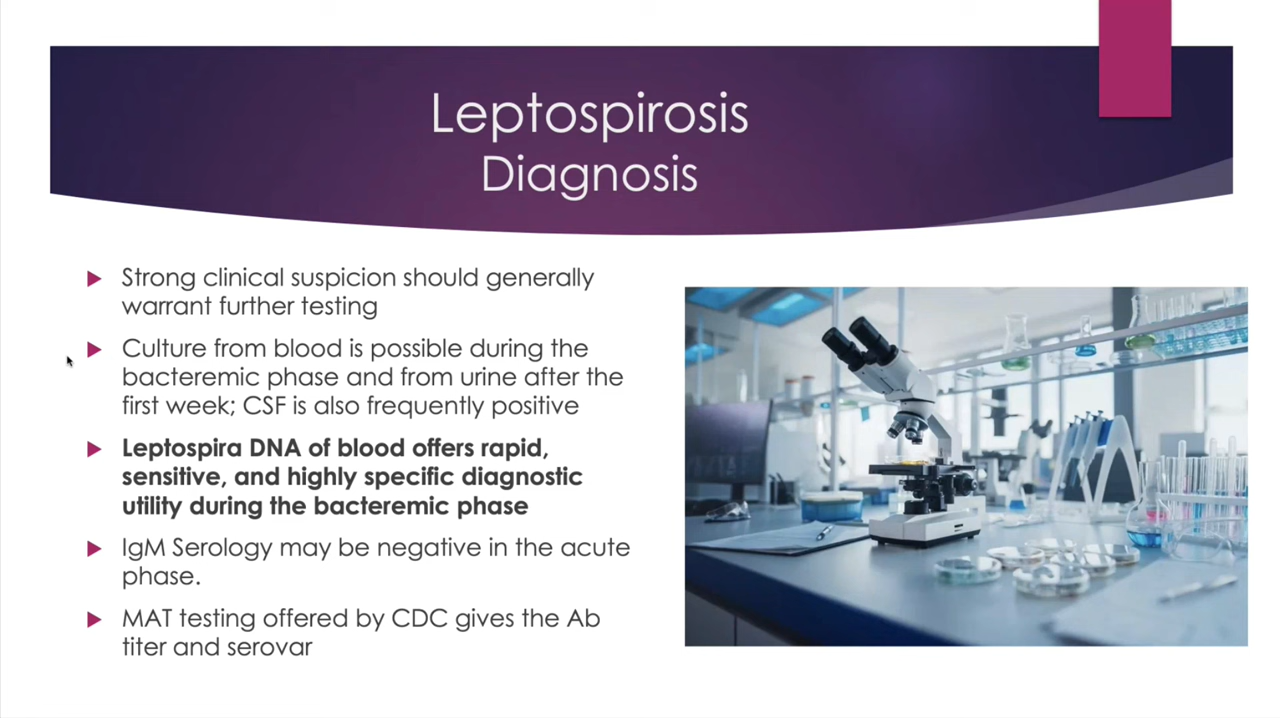 Leptospirosis
Diagnosis
Strong clinical suspicion should generally
warrant further testing
Culture from blood is possible during the
bacteremic phase and from urine after the
first week; CSF is also frequently positive
Leptospira DNA of blood offers rapid,
sensitive, and highly specific diagnostic
utility during the bacteremic phase
IgM Serology may be negative in the acute
phase.
MAT testing offered by CDC gives the Ab
titer and serovar